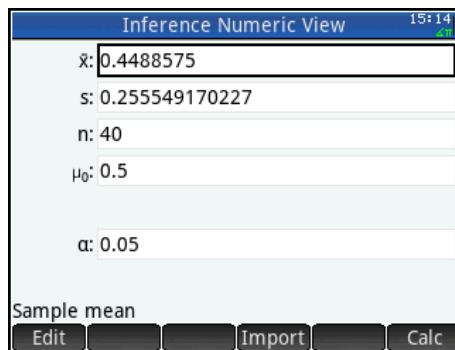 Inference Numeric View 15:14
∡π
x̄: 0.4488575
s: 0.255549170227
n: 40
μ₀: 0.5
α: 0.05
Sample mean
Edit Import Calc